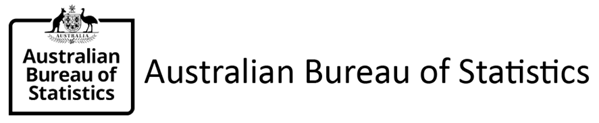 AUSTRALIA
Australian
Bureau of
Statistics
Australian Bureau of Statistics